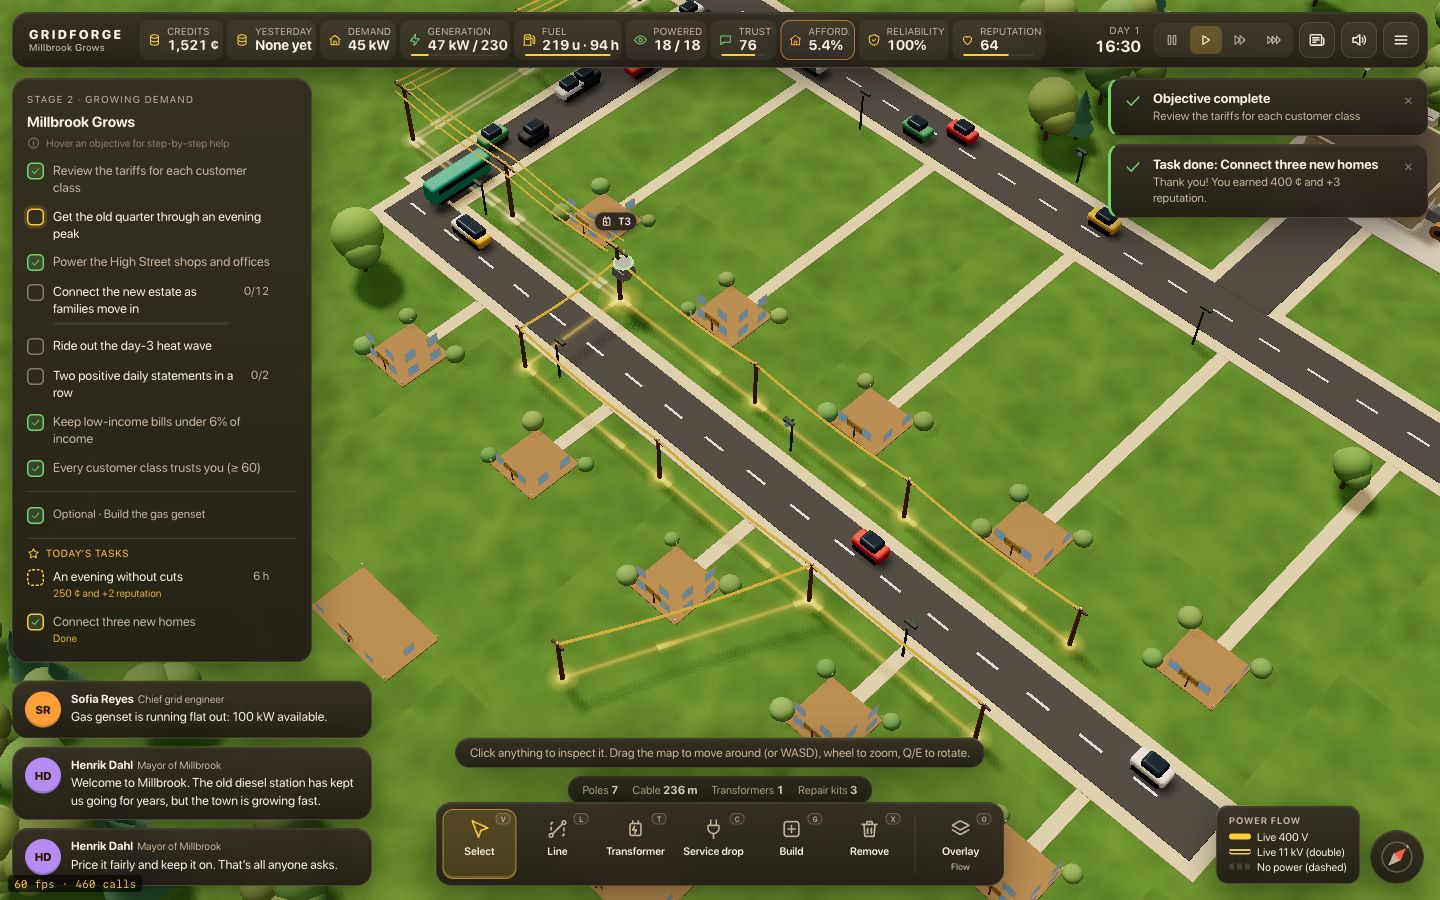 GRIDFORGE
Millbrook Grows
CREDITS
1,521 ¢
YESTERDAY
None yet
DEMAND
45 kW
GENERATION
47 kW / 230
FUEL
219 u · 94 h
POWERED
18 / 18
TRUST
76
AFFORD.
5.4%
RELIABILITY
100%
REPUTATION
64
DAY 1
16:30
STAGE 2 · GROWING DEMAND
Millbrook Grows
Hover an objective for step-by-step help
Review the tariffs for each customer
class
Get the old quarter through an evening
peak
Power the High Street shops and offices
Connect the new estate as 0/12
families move in
Ride out the day-3 heat wave
Two positive daily statements in a 0/2
row
Keep low-income bills under 6% of
income
Every customer class trusts you (≥ 60)
Optional · Build the gas genset
TODAY'S TASKS
An evening without cuts 6 h
250 ¢ and +2 reputation
Connect three new homes
Done
Objective complete ×
Review the tariffs for each customer class
Task done: Connect three new homes ×
Thank you! You earned 400 ¢ and +3
reputation.
T3
SR
Sofia Reyes Chief grid engineer
Gas genset is running flat out: 100 kW available.
HD
Henrik Dahl Mayor of Millbrook
Welcome to Millbrook. The old diesel station has kept
us going for years, but the town is growing fast.
HD
Henrik Dahl Mayor of Millbrook
Price it fairly and keep it on. That's all anyone asks.
60 fps · 460 calls
Click anything to inspect it. Drag the map to move around (or WASD), wheel to zoom, Q/E to rotate.
Poles 7 Cable 236 m Transformers 1 Repair kits 3
V
Select
L
Line
T
Transformer
C
Service drop
G
Build
X
Remove
O
Overlay
Flow
POWER FLOW
Live 400 V
Live 11 kV (double)
No power (dashed)